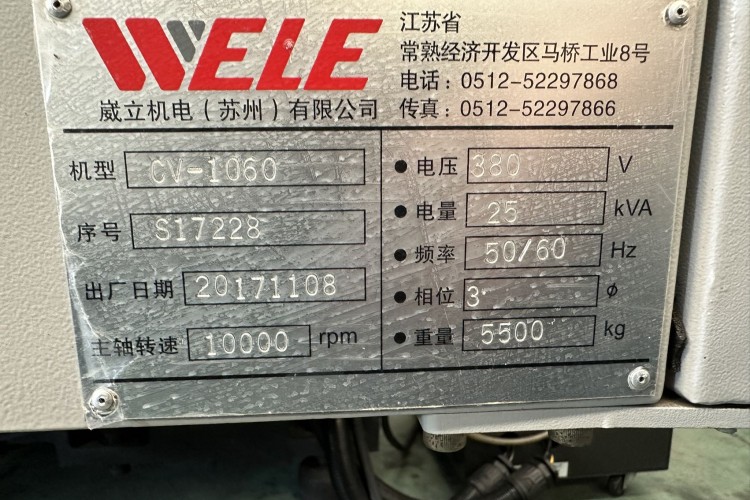 WELE
崴立机电（苏州）有限公司
江苏省
常熟经济开发区马桥工业8号
电话：0512-52297868
传真：0512-52297866
机型 CV-1060
序号 S17228
出厂日期 20171108
主轴转速 10000 rpm
● 电压 380 V
● 电量 25 kVA
● 频率 50/60 Hz
● 相位 3 ϕ
● 重量 5500 kg